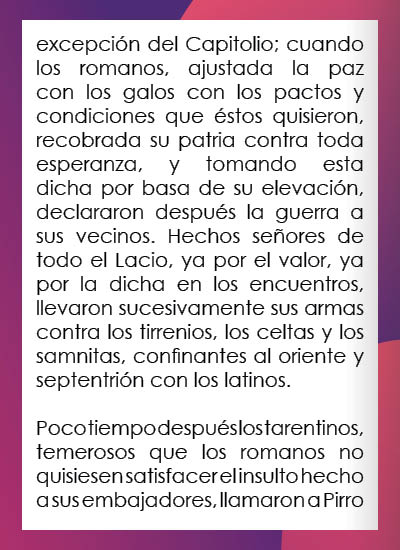 excepción del Capitolio; cuando
los romanos, ajustada la paz
con los galos con los pactos y
condiciones que éstos quisieron,
recobrada su patria contra toda
esperanza, y tomando esta
dicha por basa de su elevación,
declararon después la guerra a
sus vecinos. Hechos señores de
todo el Lacio, ya por el valor, ya
por la dicha en los encuentros,
llevaron sucesivamente sus armas
contra los tirrenios, los celtas y los
samnitas, confinantes al oriente y
septentrión con los latinos.

Poco tiempo después los tarentinos,
temerosos que los romanos no
quisiesen satisfacer el insulto hecho
a sus embajadores, llamaron a Pirro